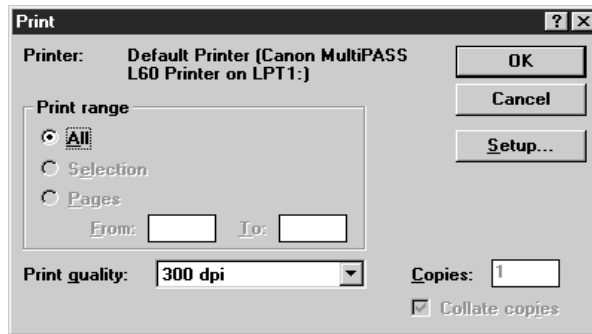 Print
Printer: Default Printer (Canon MultiPASS
L60 Printer on LPT1:)
OK
Cancel
Setup...
Print range
All
Selection
Pages
From: To:
Print quality: 300 dpi
Copies: 1
Collate copies